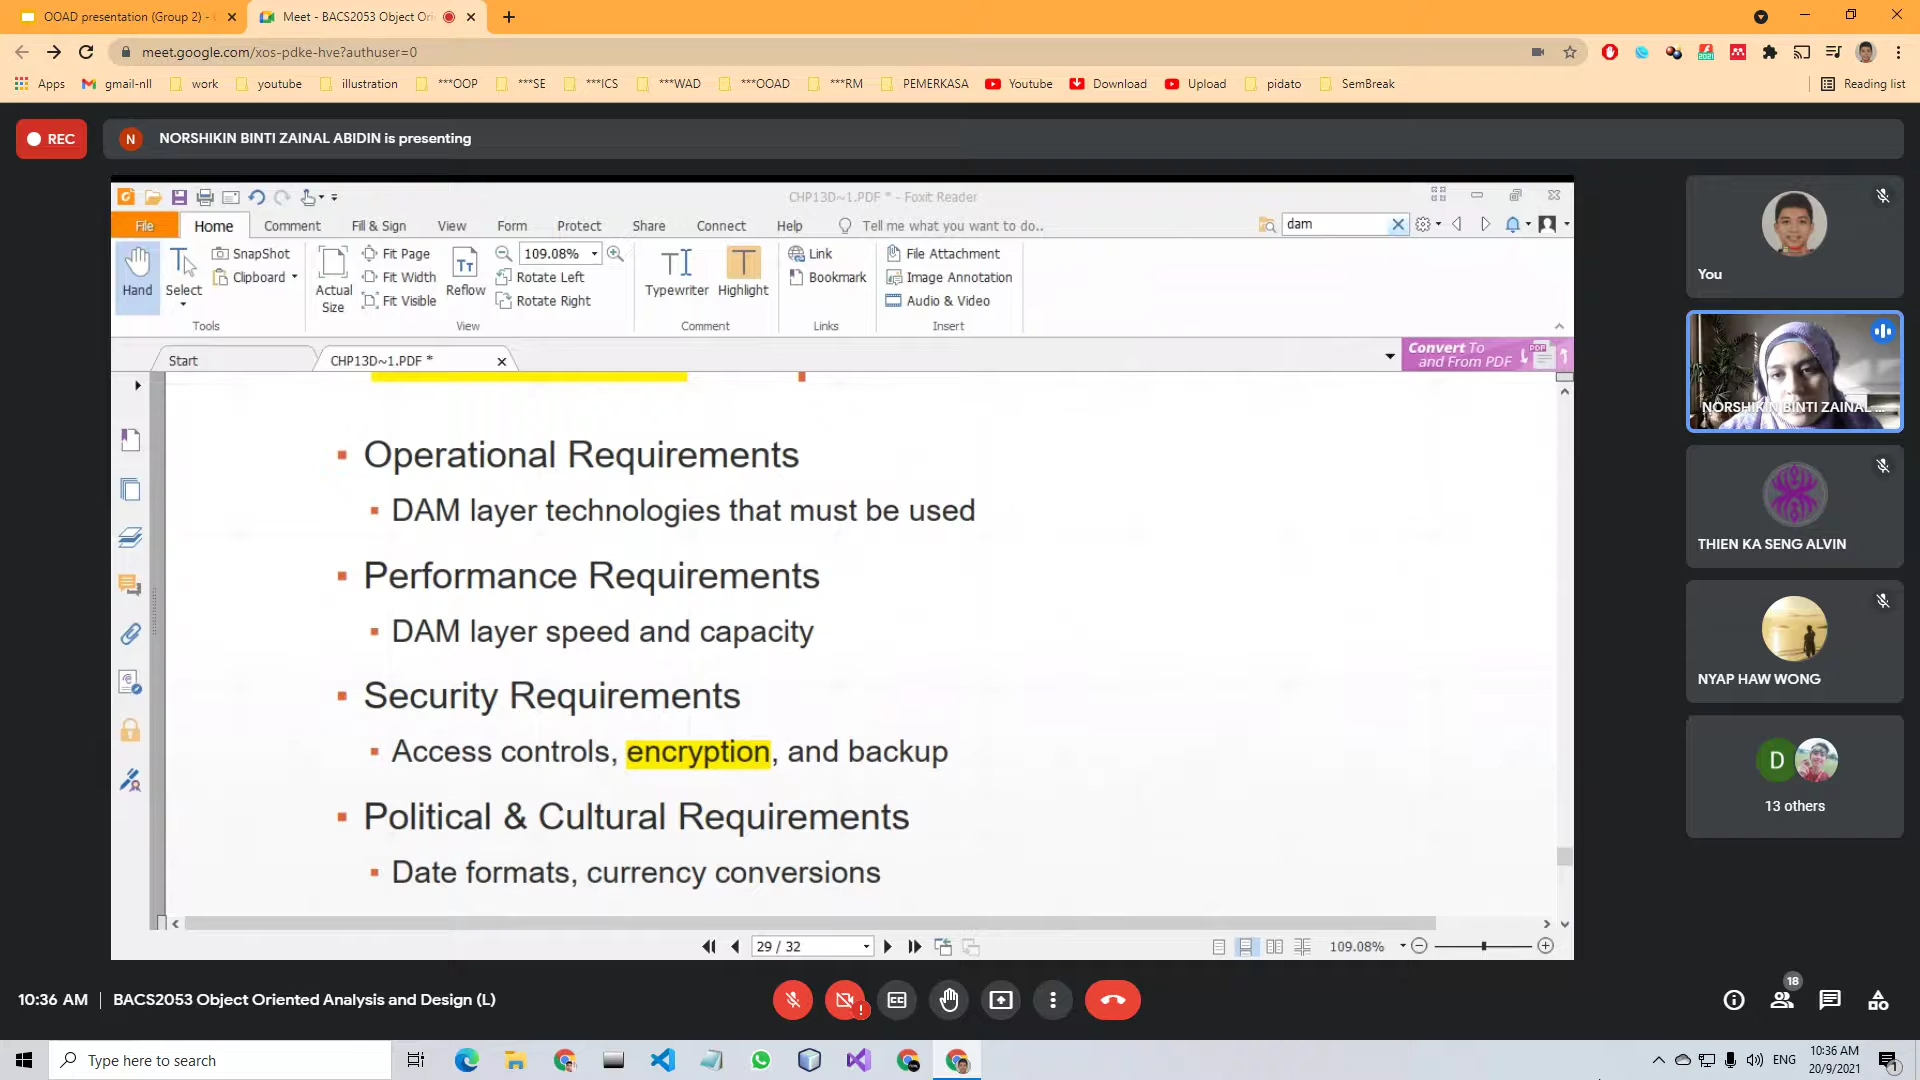 OOAD presentation (Group 2) -
Meet - BACS2053 Object Ori
meet.google.com/xos-pdke-hve?authuser=0
Apps
gmail-nll
work
youtube
illustration
***OOP
***SE
***ICS
***WAD
***OOAD
***RM
PEMERKASA
Youtube
Download
Upload
pidato
SemBreak
Reading list
REC
N
NORSHIKIN BINTI ZAINAL ABIDIN is presenting
CHP13D~1.PDF * - Foxit Reader
File
Home
Comment
Fill & Sign
View
Form
Protect
Share
Connect
Help
Tell me what you want to do..
dam
Hand
Select
SnapShot
Clipboard
Tools
Actual
Size
Fit Page
Fit Width
Fit Visible
Reflow
109.08%
Rotate Left
Rotate Right
View
Typewriter
Highlight
Comment
Link
Bookmark
Links
File Attachment
Image Annotation
Audio & Video
Insert
Start
CHP13D~1.PDF *
Convert To
and From PDF
PDF
Operational Requirements
DAM layer technologies that must be used
Performance Requirements
DAM layer speed and capacity
Security Requirements
Access controls, encryption, and backup
Political & Cultural Requirements
Date formats, currency conversions
29 / 32
109.08%
You
NORSHIKIN BINTI ZAINAL ...
THIEN KA SENG ALVIN
NYAP HAW WONG
D
13 others
10:36 AM
BACS2053 Object Oriented Analysis and Design (L)
18
Type here to search
ENG
10:36 AM
20/9/2021
1